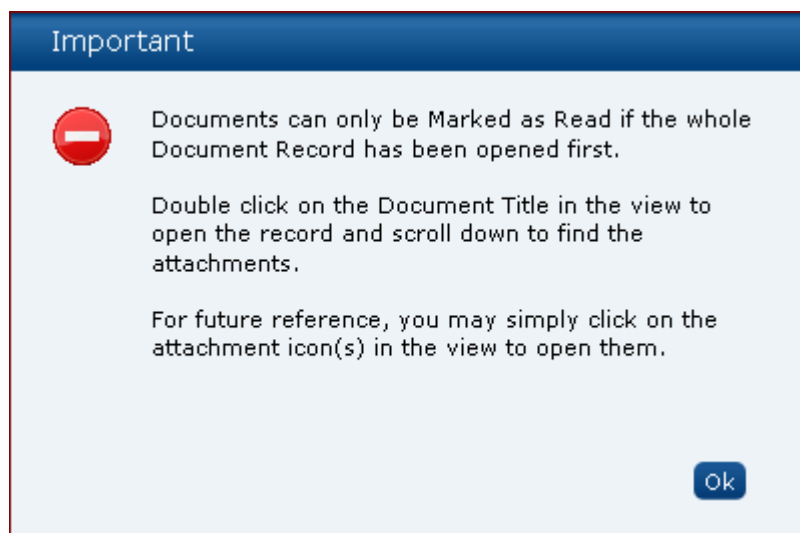 Important
Documents can only be Marked as Read if the whole
Document Record has been opened first.
Double click on the Document Title in the view to
open the record and scroll down to find the
attachments.
For future reference, you may simply click on the
attachment icon(s) in the view to open them.
Ok